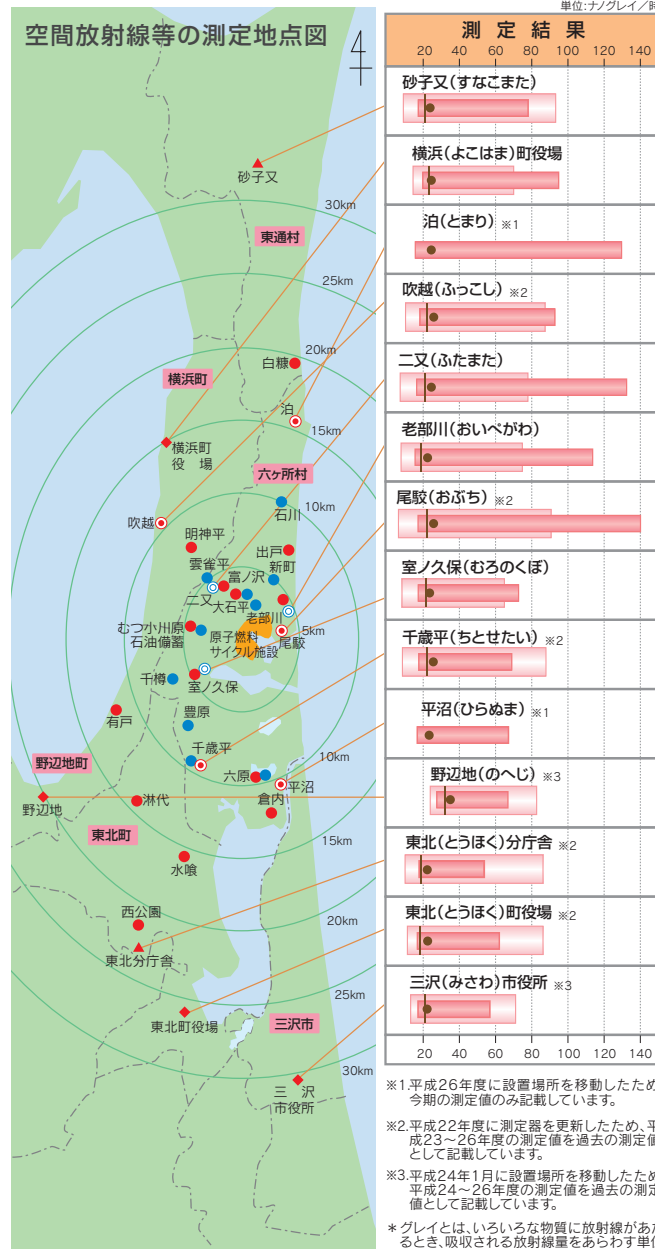 単位:ナノグレイ/時
空間放射線等の測定地点図
測定結果
20 40 60 80 100 120 140
砂子又(すなこまた)
横浜(よこはま)町役場
泊(とまり) ※1
吹越(ふっこし) ※2
二又(ふたまた)
老部川(おいぺがわ)
尾駮(おぶち) ※2
室ノ久保(むろのくぼ)
千歳平(ちとせたい) ※2
平沼(ひらぬま) ※1
野辺地(のへじ) ※3
東北(とうほく)分庁舎 ※2
東北(とうほく)町役場 ※2
三沢(みさわ)市役所 ※3
20 40 60 80 100 120 140
砂子又
30km
東通村
25km
20km
白糠
横浜町
泊
15km
横浜町
役場
六ヶ所村
10km
石川
吹越
明神平
出戸
雲雀平
新町
富ノ沢
二又
大石平
老部川
むつ小川原
石油備蓄
原子燃料
サイクル施設
尾駮
5km
千樽
室ノ久保
有戸
豊原
千歳平
10km
野辺地町
六原
平沼
野辺地
淋代
倉内
東北町
15km
水喰
西公園
20km
東北分庁舎
25km
東北町役場
三沢市
30km
三沢
市役所
※1.平成26年度に設置場所を移動したため
今期の測定値のみ記載しています。
※2.平成22年度に測定器を更新したため、平
成23〜26年度の測定値を過去の測定値
として記載しています。
※3.平成24年1月に設置場所を移動したため
平成24〜26年度の測定値を過去の測定
値として記載しています。
*グレイとは、いろいろな物質に放射線があた
るとき、吸収される放射線量をあらわす単位